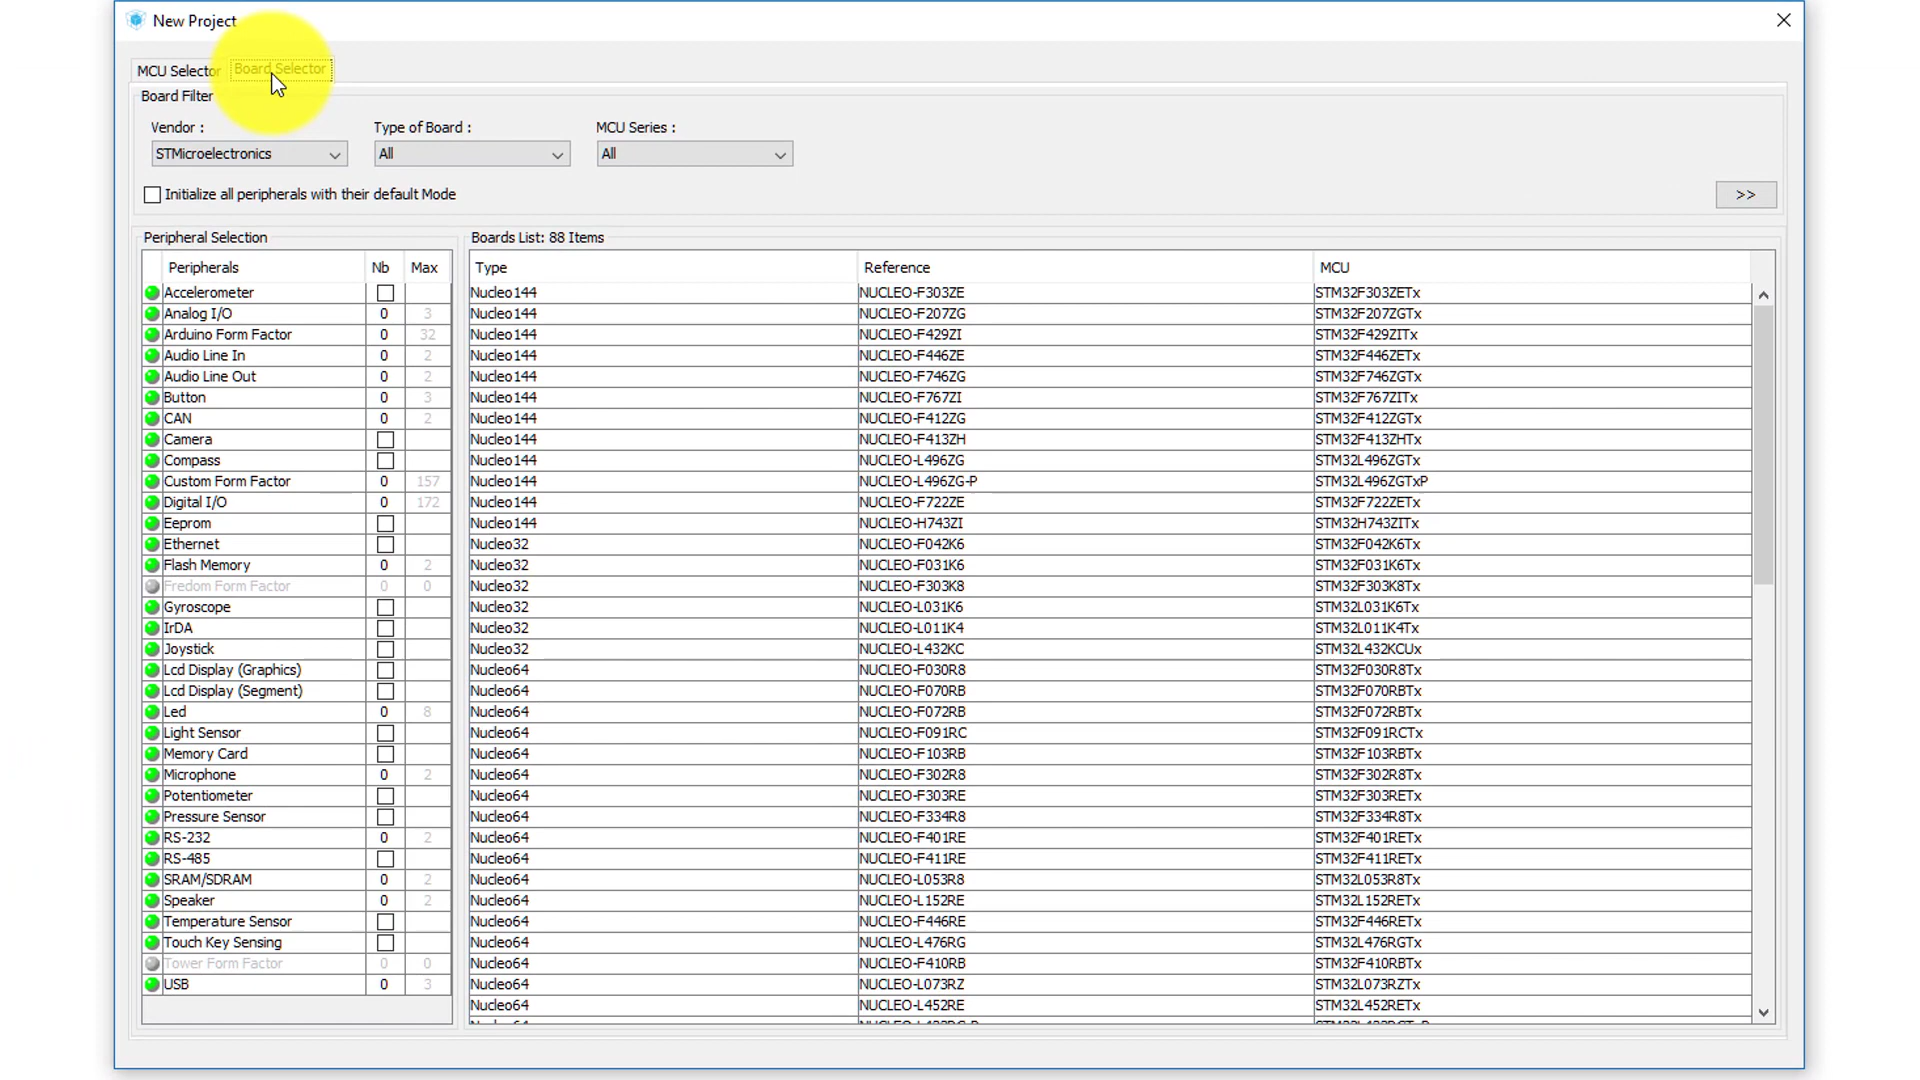 New Project
MCU Selector Board Selector
Board Filter
Vendor : Type of Board : MCU Series :
STMicroelectronics All All
Initialize all peripherals with their default Mode >>
Peripheral Selection Boards List: 88 Items
Peripherals Nb Max Type Reference MCU
Accelerometer Nucleo144 NUCLEO-F303ZE STM32F303ZETx
Analog I/O 0 3 Nucleo144 NUCLEO-F207ZG STM32F207ZGTx
Arduino Form Factor 0 32 Nucleo144 NUCLEO-F429ZI STM32F429ZITx
Audio Line In 0 2 Nucleo144 NUCLEO-F446ZE STM32F446ZETx
Audio Line Out 0 2 Nucleo144 NUCLEO-F746ZG STM32F746ZGTx
Button 0 3 Nucleo144 NUCLEO-F767ZI STM32F767ZITx
CAN 0 2 Nucleo144 NUCLEO-F412ZG STM32F412ZGTx
Camera Nucleo144 NUCLEO-F413ZH STM32F413ZHTx
Compass Nucleo144 NUCLEO-L496ZG STM32L496ZGTx
Custom Form Factor 0 157 Nucleo144 NUCLEO-L496ZG-P STM32L496ZGTxP
Digital I/O 0 172 Nucleo144 NUCLEO-F722ZE STM32F722ZETx
Eeprom Nucleo144 NUCLEO-H743ZI STM32H743ZITx
Ethernet Nucleo32 NUCLEO-F042K6 STM32F042K6Tx
Flash Memory 0 2 Nucleo32 NUCLEO-F031K6 STM32F031K6Tx
Fredom Form Factor 0 0 Nucleo32 NUCLEO-F303K8 STM32F303K8Tx
Gyroscope Nucleo32 NUCLEO-L031K6 STM32L031K6Tx
IrDA Nucleo32 NUCLEO-L011K4 STM32L011K4Tx
Joystick Nucleo32 NUCLEO-L432KC STM32L432KCUx
Lcd Display (Graphics) Nucleo64 NUCLEO-F030R8 STM32F030R8Tx
Lcd Display (Segment) Nucleo64 NUCLEO-F070RB STM32F070RBTx
Led 0 8 Nucleo64 NUCLEO-F072RB STM32F072RBTx
Light Sensor Nucleo64 NUCLEO-F091RC STM32F091RCTx
Memory Card Nucleo64 NUCLEO-F103RB STM32F103RBTx
Microphone 0 2 Nucleo64 NUCLEO-F302R8 STM32F302R8Tx
Potentiometer Nucleo64 NUCLEO-F303RE STM32F303RETx
Pressure Sensor Nucleo64 NUCLEO-F334R8 STM32F334R8Tx
RS-232 0 2 Nucleo64 NUCLEO-F401RE STM32F401RETx
RS-485 Nucleo64 NUCLEO-F411RE STM32F411RETx
SRAM/SDRAM 0 2 Nucleo64 NUCLEO-L053R8 STM32L053R8Tx
Speaker 0 2 Nucleo64 NUCLEO-L152RE STM32L152RETx
Temperature Sensor Nucleo64 NUCLEO-F446RE STM32F446RETx
Touch Key Sensing Nucleo64 NUCLEO-L476RG STM32L476RGTx
Tower Form Factor 0 0 Nucleo64 NUCLEO-F410RB STM32F410RBTx
USB 0 3 Nucleo64 NUCLEO-L073RZ STM32L073RZTx
Nucleo64 NUCLEO-L452RE STM32L452RETx